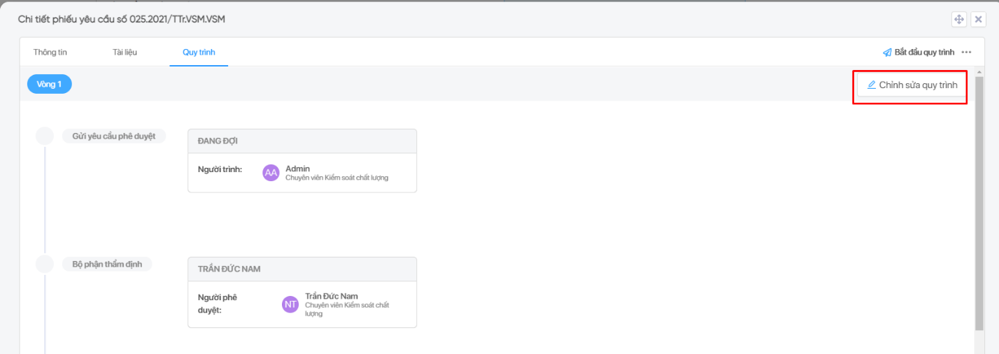 Chi tiết phiếu yêu cầu số 025.2021/TTr.VSM.VSM
Thông tin
Tài liệu
Quy trình
Bắt đầu quy trình
Vòng 1
Chỉnh sửa quy trình
Gửi yêu cầu phê duyệt
ĐANG ĐỢI
Người trình:
AA
Admin
Chuyên viên Kiểm soát chất lượng
Bộ phận thẩm định
TRẦN ĐỨC NAM
Người phê
duyệt:
NT
Trần Đức Nam
Chuyên viên Kiểm soát chất
lượng